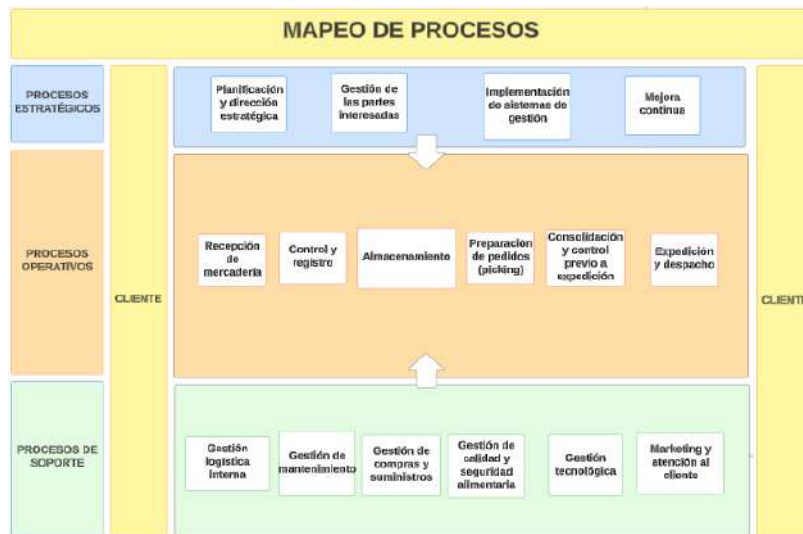 MAPEO DE PROCESOS
PROCESOS
ESTRATÉGICOS
Planificación
y dirección
estratégica
Gestión de
las partes
interesadas
Implementación
de sistemas de
gestión
Mejora
continua
PROCESOS
OPERATIVOS
CLIENTE
Recepción
de
mercadería
Control y
registro
Almacenamiento
Preparación
de pedidos
(picking)
Consolidación
y control
previo a
expedición
Expedición
y despacho
CLIENTE
PROCESOS DE
SOPORTE
Gestión
logística
interna
Gestión de
mantenimiento
Gestión de
compras y
suministros
Gestión de
calidad y
seguridad
alimentaria
Gestión
tecnológica
Marketing y
atención al
cliente